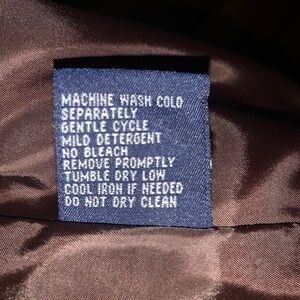 MACHINE WASH COLD
SEPARATELY
GENTLE CYCLE
MILD DETERGENT
NO BLEACH
REMOVE PROMPTLY
TUMBLE DRY LOW
COOL IRON IF NEEDED
DO NOT DRY CLEAN